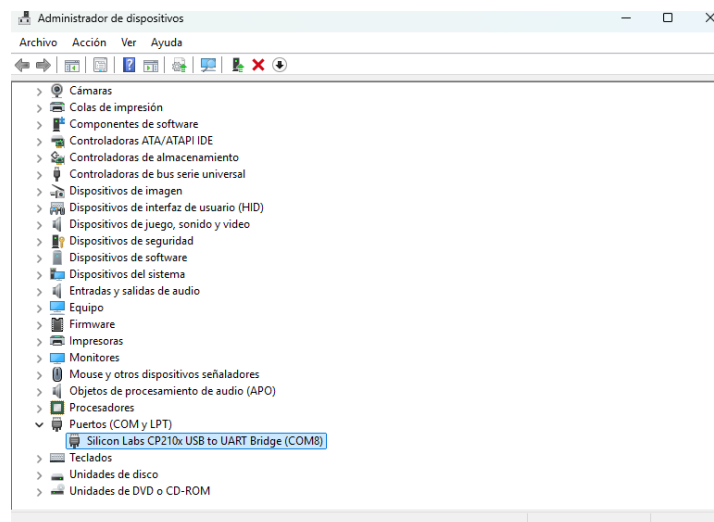 Administrador de dispositivos
Archivo Acción Ver Ayuda
Cámaras
Colas de impresión
Componentes de software
Controladoras ATA/ATAPI IDE
Controladoras de almacenamiento
Controladoras de bus serie universal
Dispositivos de imagen
Dispositivos de interfaz de usuario (HID)
Dispositivos de juego, sonido y video
Dispositivos de seguridad
Dispositivos de software
Dispositivos del sistema
Entradas y salidas de audio
Equipo
Firmware
Impresoras
Monitores
Mouse y otros dispositivos señaladores
Objetos de procesamiento de audio (APO)
Procesadores
Puertos (COM y LPT)
Silicon Labs CP210x USB to UART Bridge (COM8)
Teclados
Unidades de disco
Unidades de DVD o CD-ROM